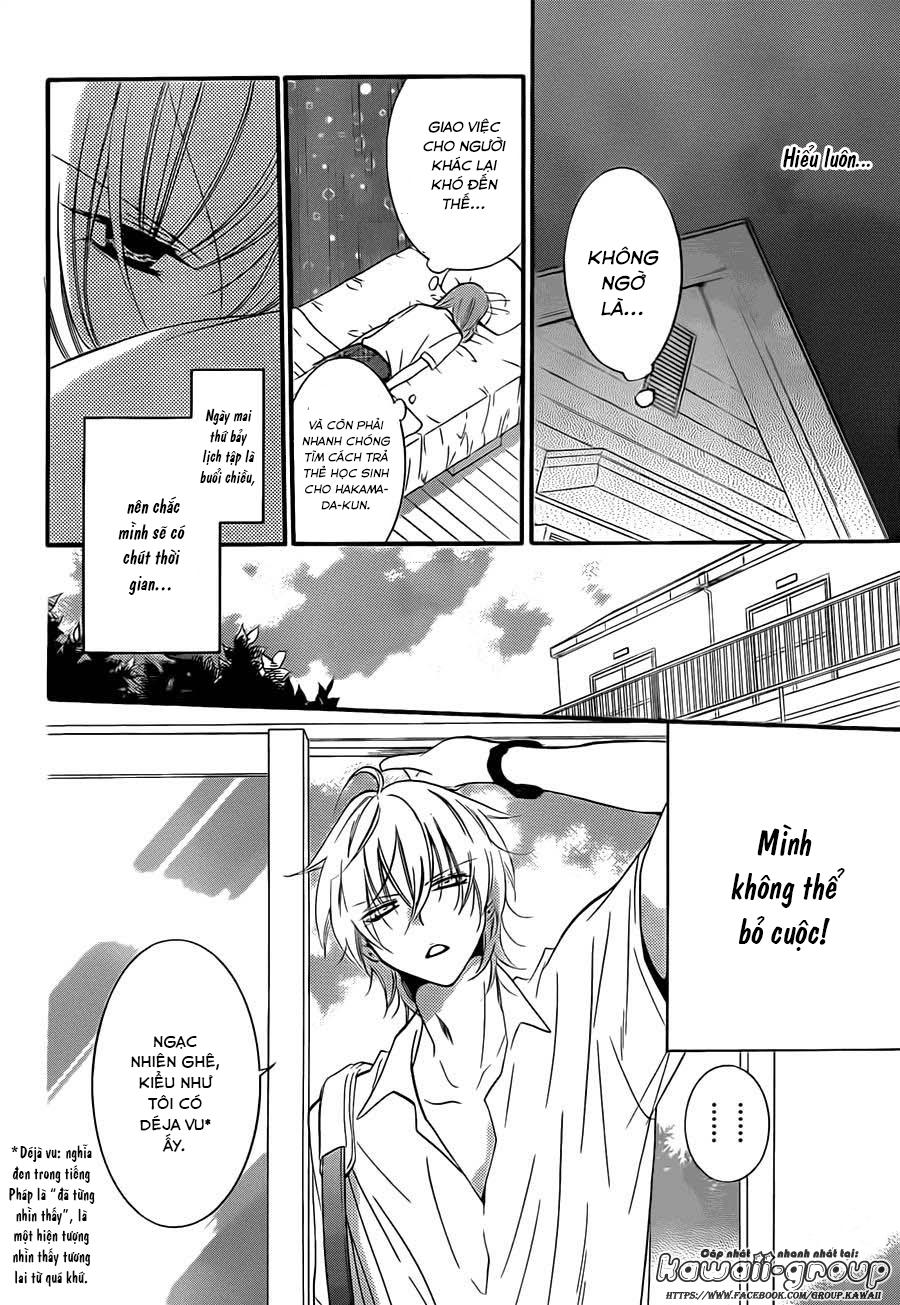 Hiểu luôn...
KHÔNG
NGỜ
LÀ...
GIAO VIỆC
CHO NGƯỜI
KHÁC LẠI
KHÓ ĐẾN
THẾ...
VẢ CÒN PHẢI
NHANH CHÓNG
TÌM CÁCH TRẢ
THẺ HỌC SINH
CHO HAKAMA-
DA-KUN.
Ngày mai
thứ bảy
lịch tập là
buổi chiều,
nên chắc
mình sẽ có
chút thời
gian...
Mình
không thể
bỏ cuộc!
......
......
NGẠC
NHIÊN GHÊ,
KIỂU NHƯ
TÔI CÓ
DÉJA VU*
ẤY.
*Déjà vu: nghĩa
đen trong tiếng
Pháp là "đã từng
nhìn thấy", là
một hiện tượng
nhìn thấy tương
lai từ quá khứ.
Cập nhật nhanh nhất tại:
kawaii-group
HTTPS://WWW.FACEBOOK.COM/GROUP.KAWAII